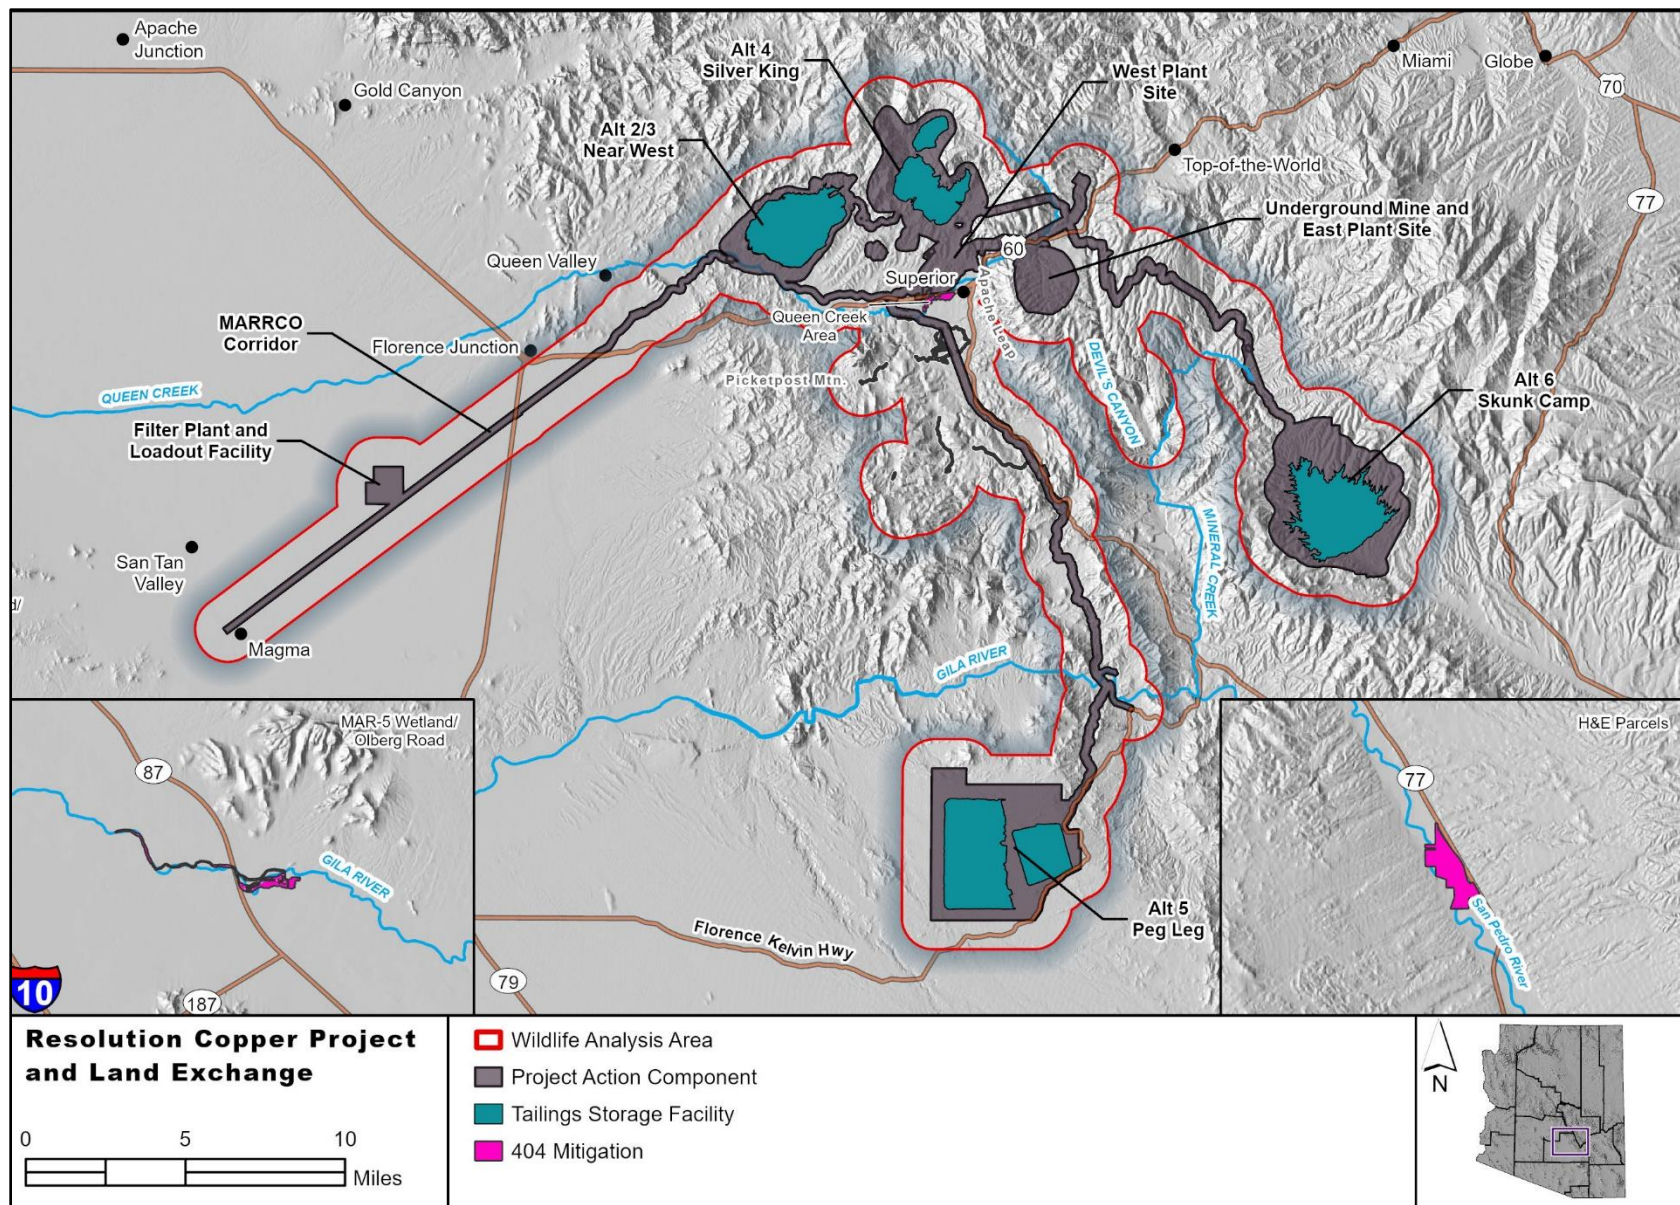 Apache
Junction
Gold Canyon
Alt 4
Silver King
West Plant
Site
Miami
Globe
70
Alt 2/3
Near West
Top-of-the-World
77
Underground Mine and
East Plant Site
60
Queen Valley
Superior
Apache Leap
Queen Creek
Area
MARRCO
Corridor
Florence Junction
Picketpost Mtn.
DEVIL'S CANYON
Alt 6
Skunk Camp
QUEEN CREEK
Filter Plant and
Loadout Facility
San Tan
Valley
d/
MINERAL CREEK
Magma
GILA RIVER
MAR-5 Wetland/
Olberg Road
87
GILA RIVER
10
187
Alt 5
Peg Leg
Florence Kelvin Hwy
79
H&E Parcels
77
San Pedro River
Resolution Copper Project
and Land Exchange
0 5 10
Miles
Wildlife Analysis Area
Project Action Component
Tailings Storage Facility
404 Mitigation
N